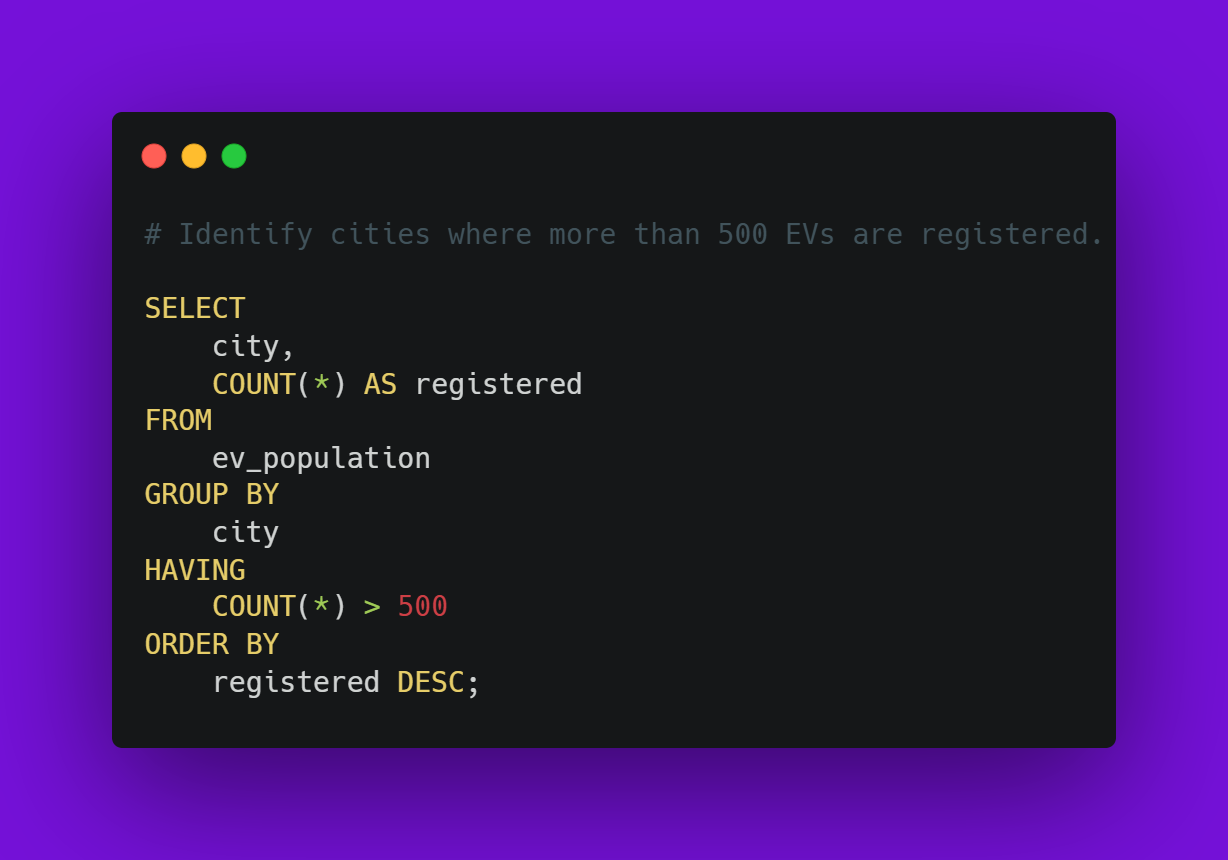 # Identify cities where more than 500 EVs are registered.
SELECT
    city,
    COUNT(*) AS registered
FROM
    ev_population
GROUP BY
    city
HAVING
    COUNT(*) > 500
ORDER BY
    registered DESC;